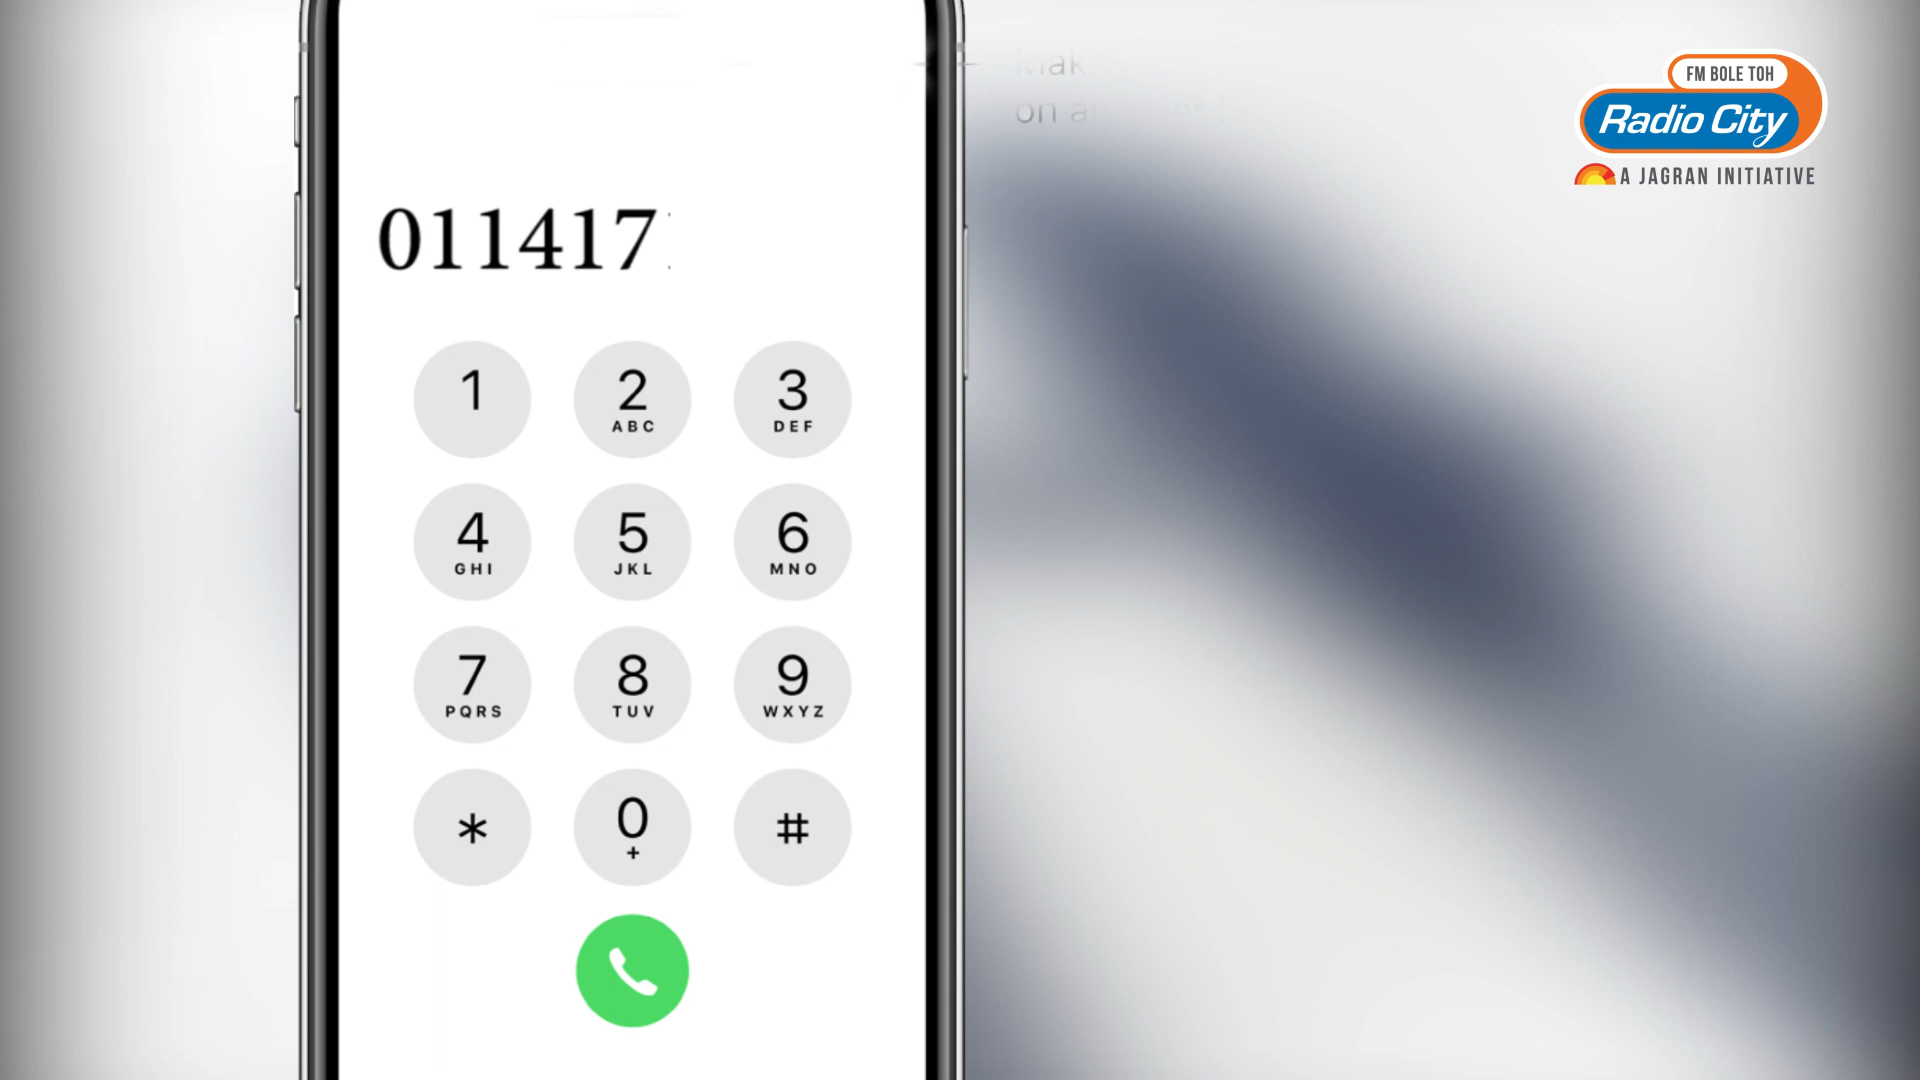 FM BOLE TOH
Radio City
A JAGRAN INITIATIVE
011417
1
2
ABC
3
DEF
4
GHI
5
JKL
6
MNO
7
PQRS
8
TUV
9
WXYZ
*
0
+
#
on